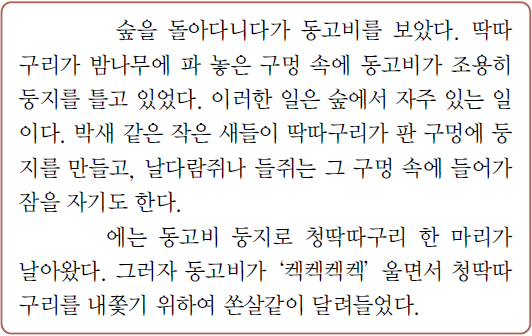 숲을 돌아다니다가 동고비를 보았다. 딱따
구리가 밤나무에 파 놓은 구멍 속에 동고비가 조용히
둥지를 틀고 있었다. 이러한 일은 숲에서 자주 있는 일
이다. 박새 같은 작은 새들이 딱따구리가 판 구멍에 둥
지를 만들고, 날다람쥐나 들쥐는 그 구멍 속에 들어가
잠을 자기도 한다.
에는 동고비 둥지로 청딱따구리 한 마리가
날아왔다. 그러자 동고비가 ‘켁켁켁켁’ 울면서 청딱따
구리를 내쫓기 위하여 쏜살같이 달려들었다.